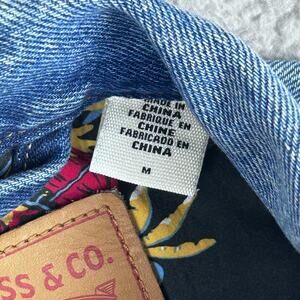 MADE IN
CHINA
FABRIQUE EN
CHINE
FABRICADO EN
CHINA
M
SS & CO.